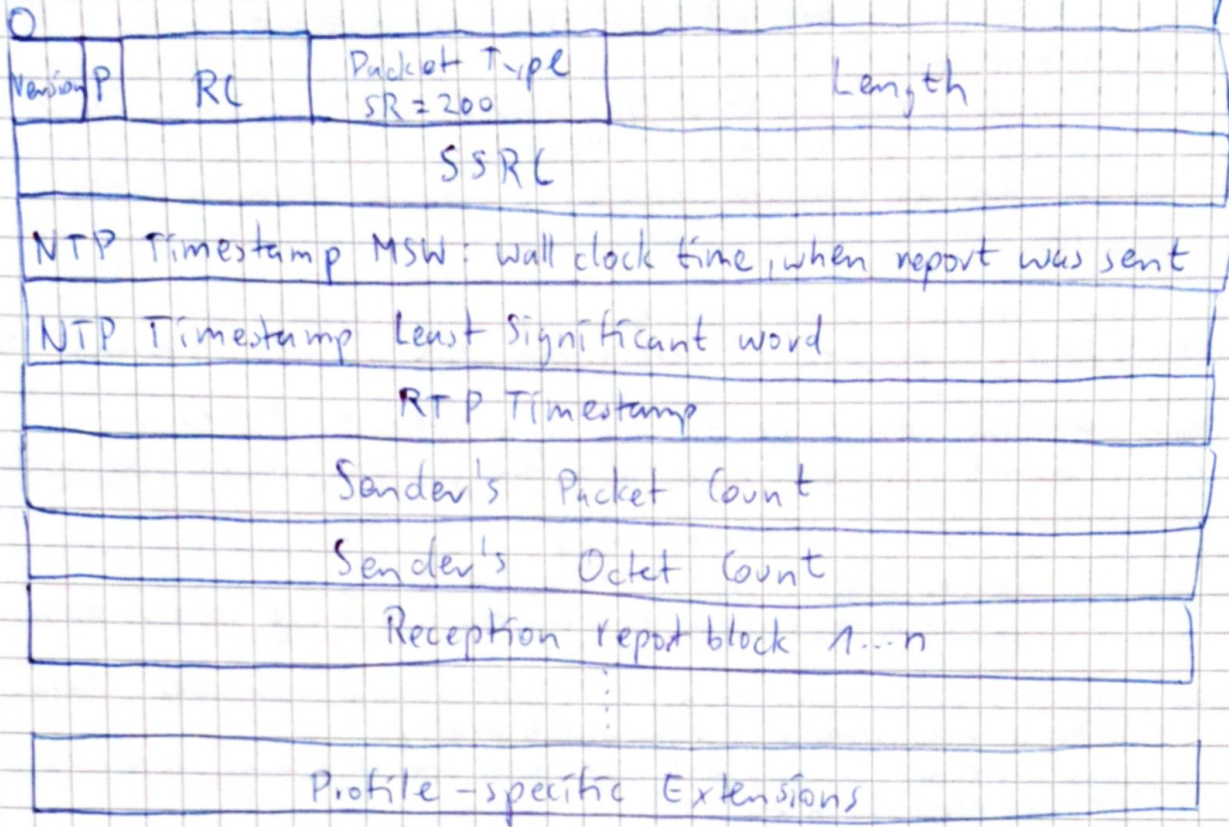 0
Version P RC Packet Type Length
SR = 200
SSRC
NTP Timestamp MSW: wall clock time, when report was sent
NTP Timestamp Least Significant word
RTP Timestamp
Sender's Packet Count
Sender's Octet Count
Reception report block 1...n
Profile-specific Extensions